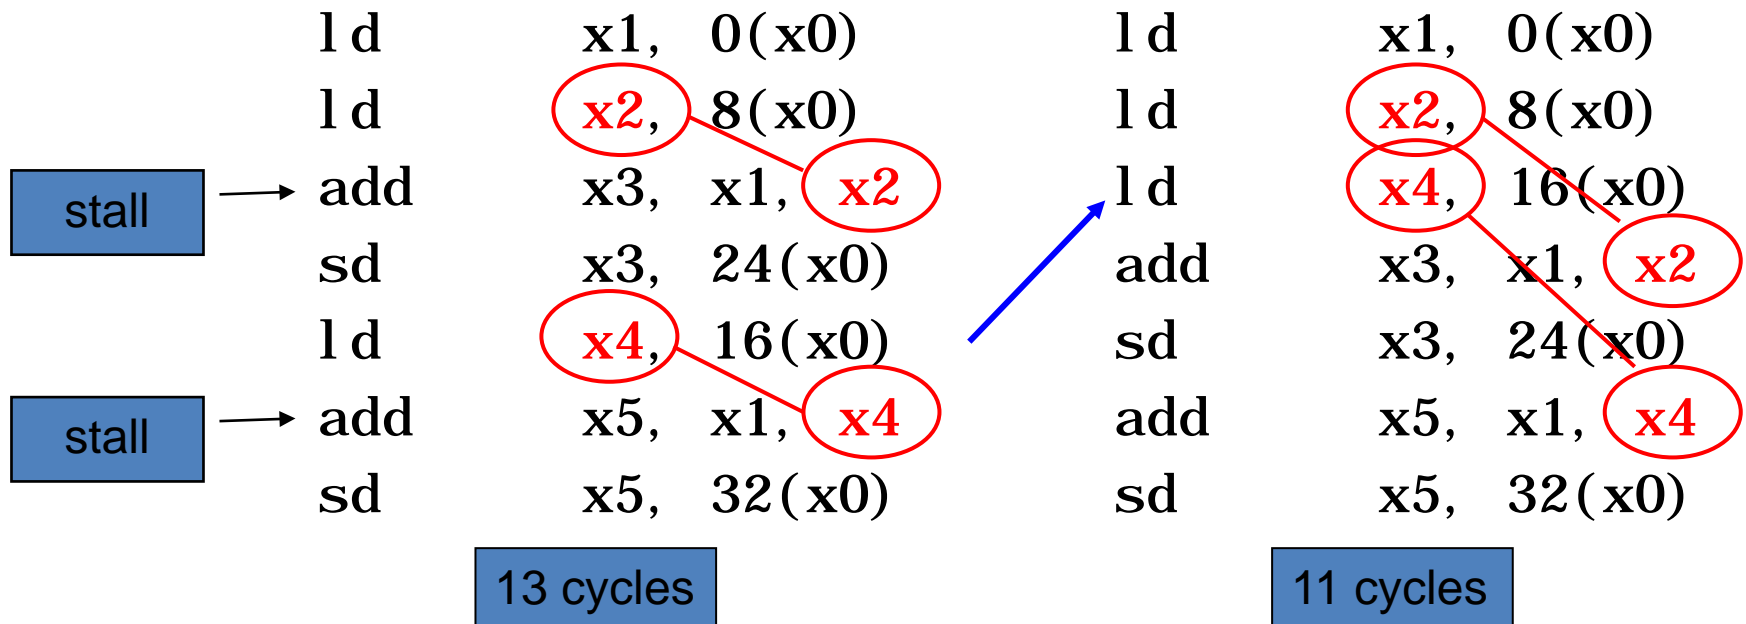 ld x1, 0(x0)
ld x2, 8(x0)
stall add x3, x1, x2
sd x3, 24(x0)
ld x4, 16(x0)
stall add x5, x1, x4
sd x5, 32(x0)
13 cycles
ld x1, 0(x0)
ld x2, 8(x0)
ld x4, 16(x0)
add x3, x1, x2
sd x3, 24(x0)
add x5, x1, x4
sd x5, 32(x0)
11 cycles